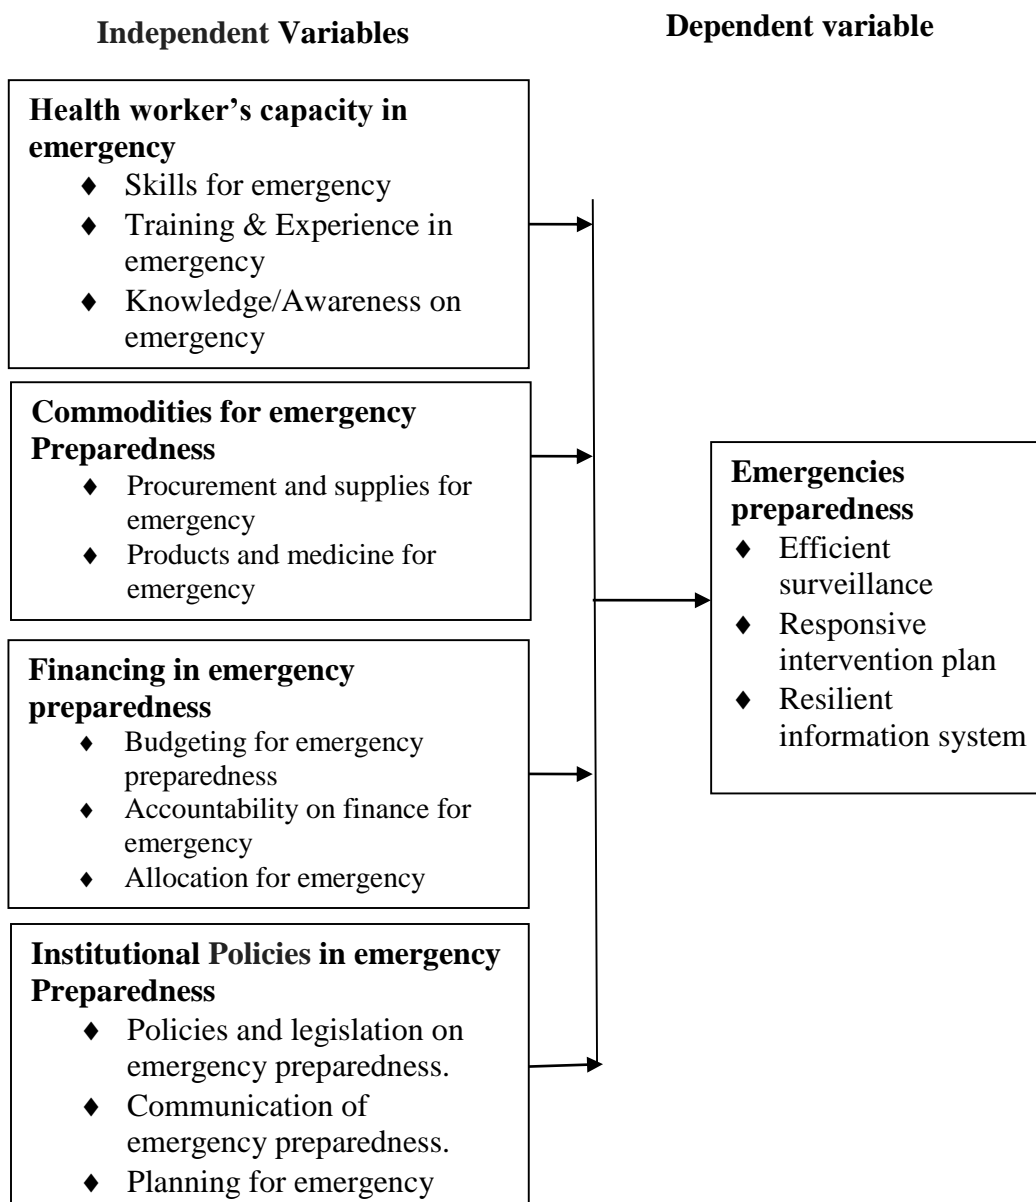 Independent Variables
Dependent variable
Health worker’s capacity in
emergency
♦ Skills for emergency
♦ Training & Experience in
emergency
♦ Knowledge/Awareness on
emergency
Commodities for emergency
Preparedness
♦ Procurement and supplies for
emergency
♦ Products and medicine for
emergency
Financing in emergency
preparedness
♦ Budgeting for emergency
preparedness
♦ Accountability on finance for
emergency
♦ Allocation for emergency
Institutional Policies in emergency
Preparedness
♦ Policies and legislation on
emergency preparedness.
♦ Communication of
emergency preparedness.
♦ Planning for emergency
Emergencies
preparedness
♦ Efficient
surveillance
♦ Responsive
intervention plan
♦ Resilient
information system